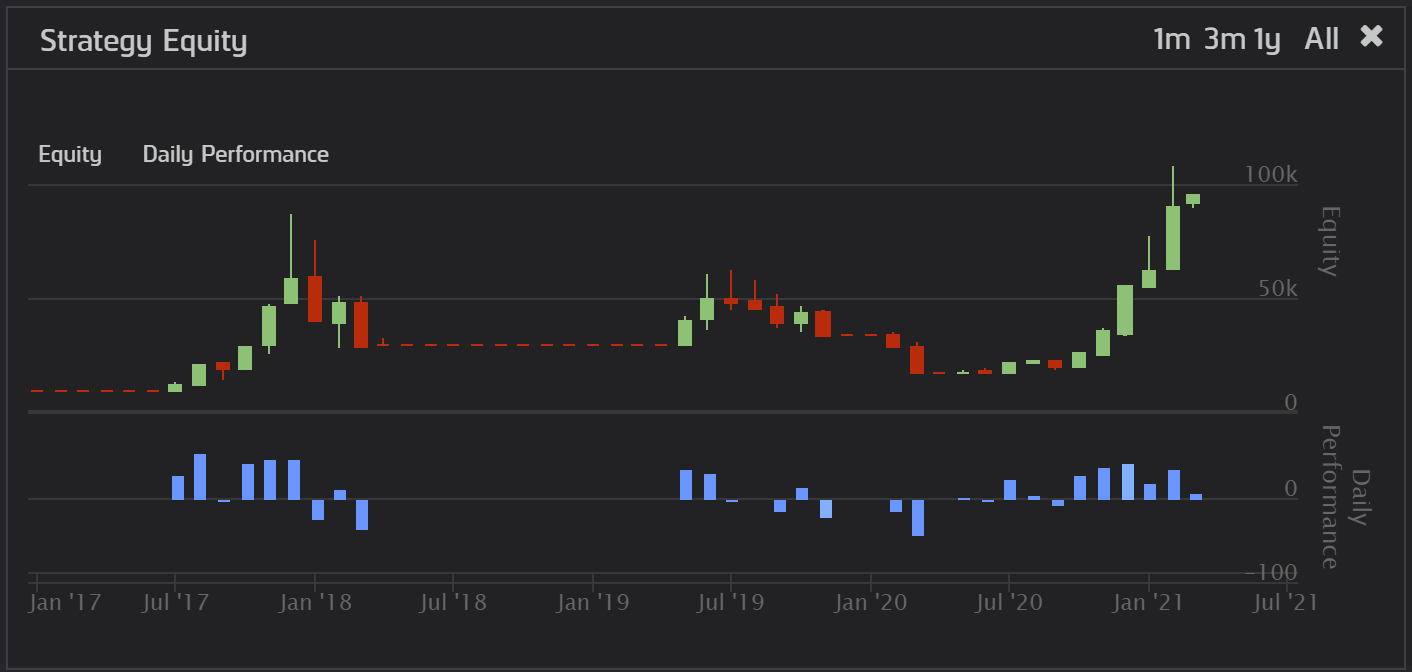 Strategy Equity
1m 3m 1y All ✖
Equity Daily Performance
100k
50k
0
Equity
0
-100
Daily
Performance
Jan '17 Jul '17 Jan '18 Jul '18 Jan '19 Jul '19 Jan '20 Jul '20 Jan '21 Jul '21